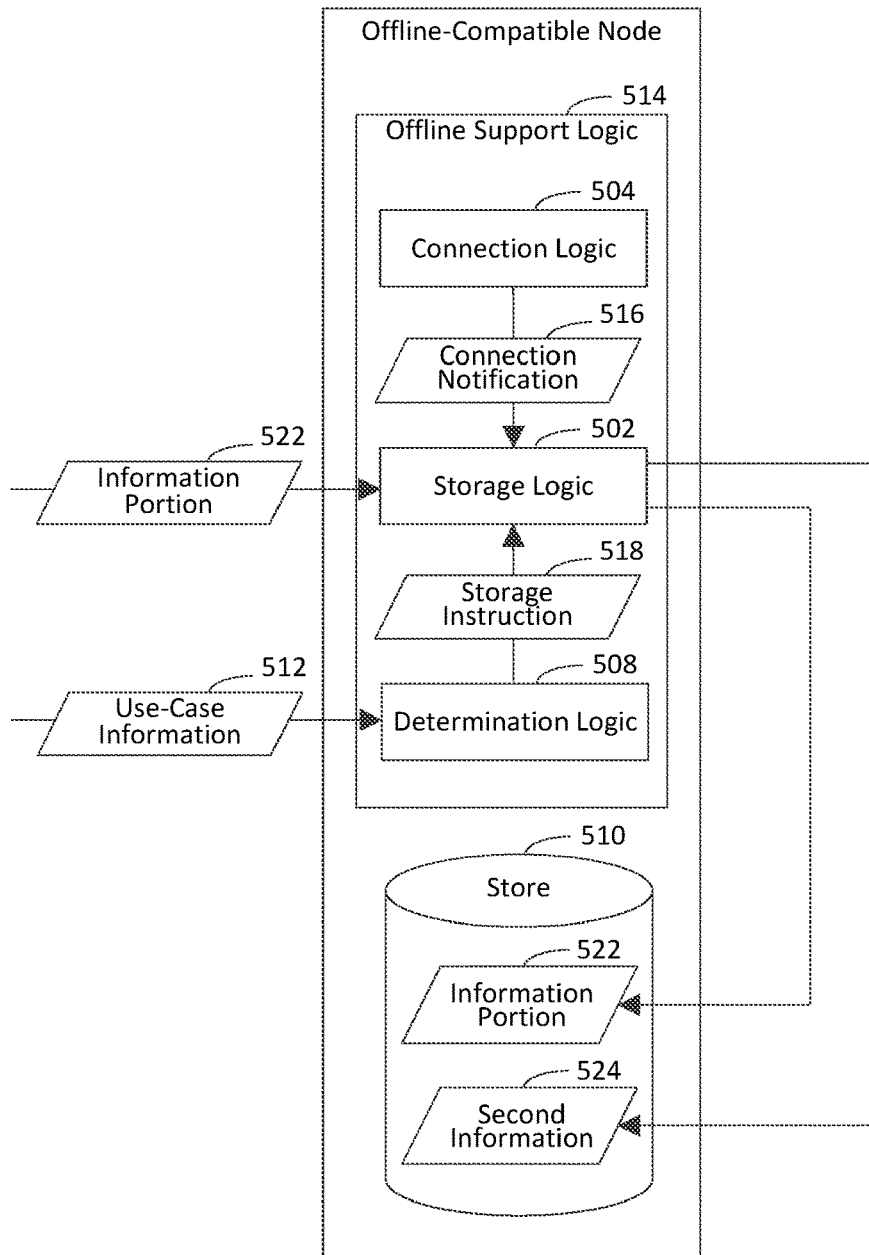 Offline-Compatible Node
514
Offline Support Logic
504
Connection Logic
516
Connection
Notification
522
Information
Portion
502
Storage Logic
518
Storage
Instruction
512
Use-Case
Information
508
Determination Logic
510
Store
522
Information
Portion
524
Second
Information